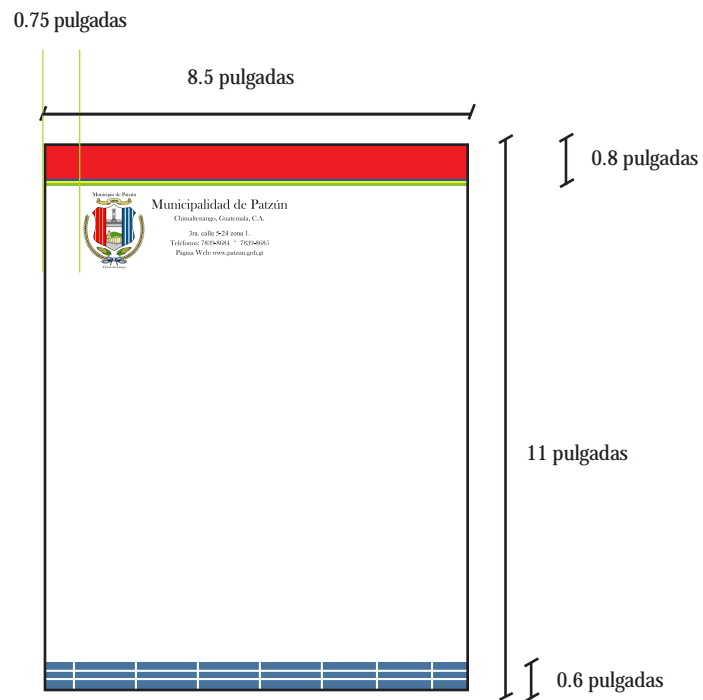 0.75 pulgadas
8.5 pulgadas
0.8 pulgadas
Municipio de Patzún
Municipalidad de Patzún
Chimaltenango, Guatemala, C.A.
3ra. calle 5-24 zona 1.
Teléfonos: 7839-8684 * 7839-8685
Página Web: www.patzun.gob.gt
Chimaltenango
11 pulgadas
0.6 pulgadas